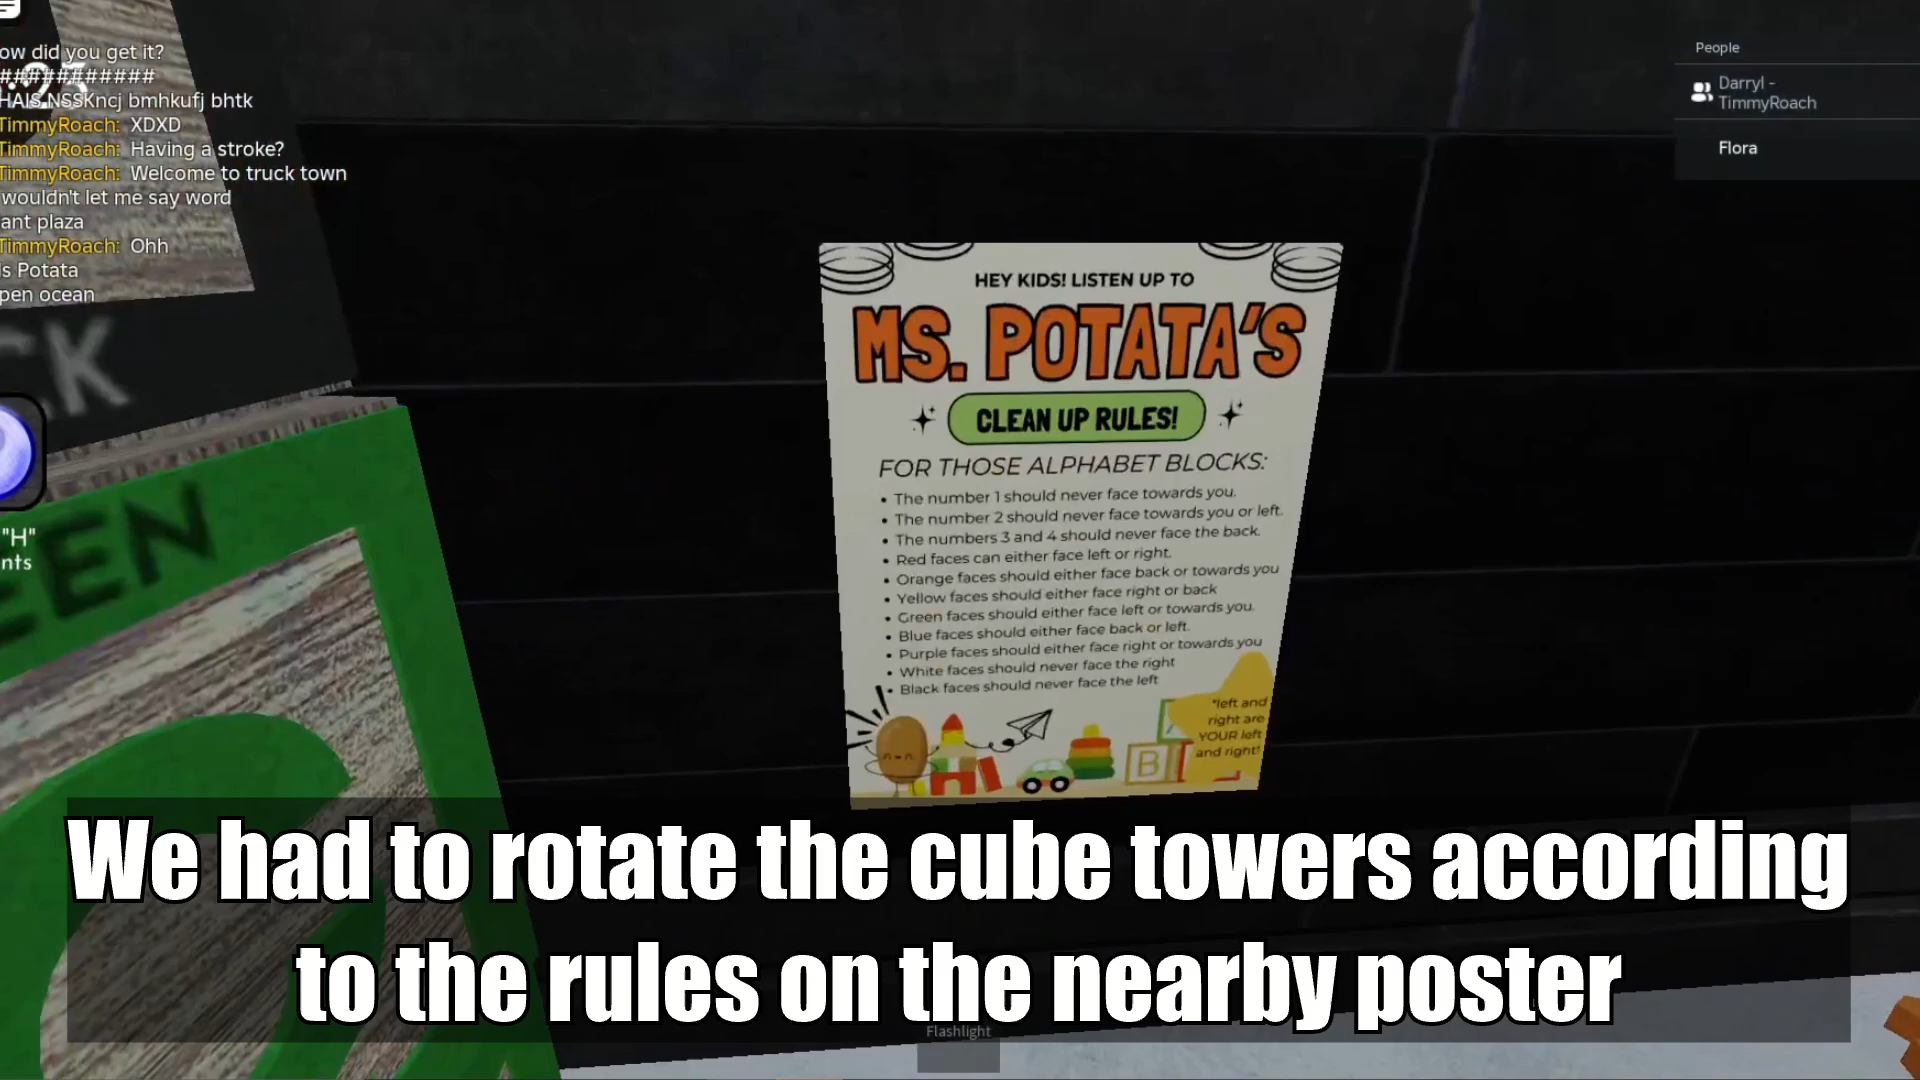 ow did you get it?
###########
HAIS NSSKncj bmhkufj bhtk
TimmyRoach: XDXD
TimmyRoach: Having a stroke?
TimmyRoach: Welcome to truck town
wouldn't let me say word
ant plaza
TimmyRoach: Ohh
s Potata
pen ocean
People
Darryl -
TimmyRoach
Flora
CK
"H"
nts
EEN
HEY KIDS! LISTEN UP TO
MS. POTATA'S
CLEAN UP RULES!
FOR THOSE ALPHABET BLOCKS:
• The number 1 should never face towards you.
• The number 2 should never face towards you or left.
• The numbers 3 and 4 should never face the back.
• Red faces can either face left or right.
• Orange faces should either face back or towards you
• Yellow faces should either face right or back
• Green faces should either face left or towards you.
• Blue faces should either face back or left.
• Purple faces should either face right or towards you
• White faces should never face the right
• Black faces should never face the left
*left and
right are
YOUR left
and right!
B
We had to rotate the cube towers according
to the rules on the nearby poster
Flashlight